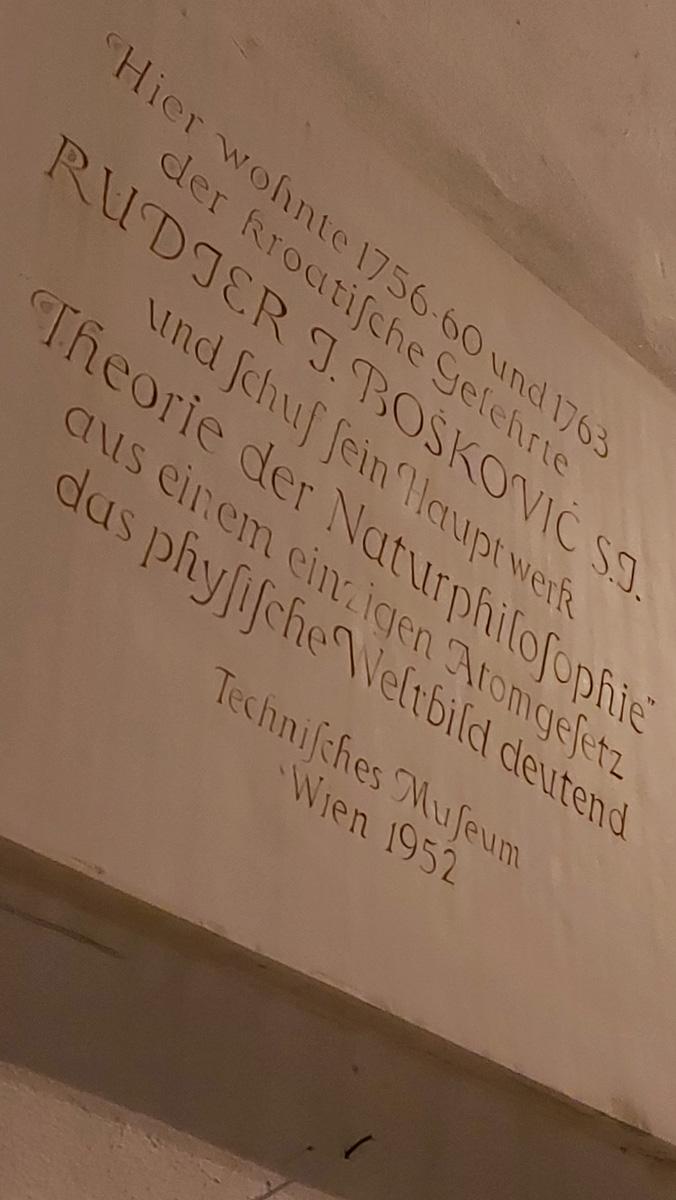 Hier wohnte 1756-60 und 1763
der kroatiſche Gelehrte
RUDJER J. BOŠKOVIĆ S.J.
und ſchuf ſein Hauptwerk
Theorie der Naturphiloſophie"
aus einem einzigen Atomgeſetz
das phyſiſche Weltbild deutend
Techniſches Muſeum
Wien 1952